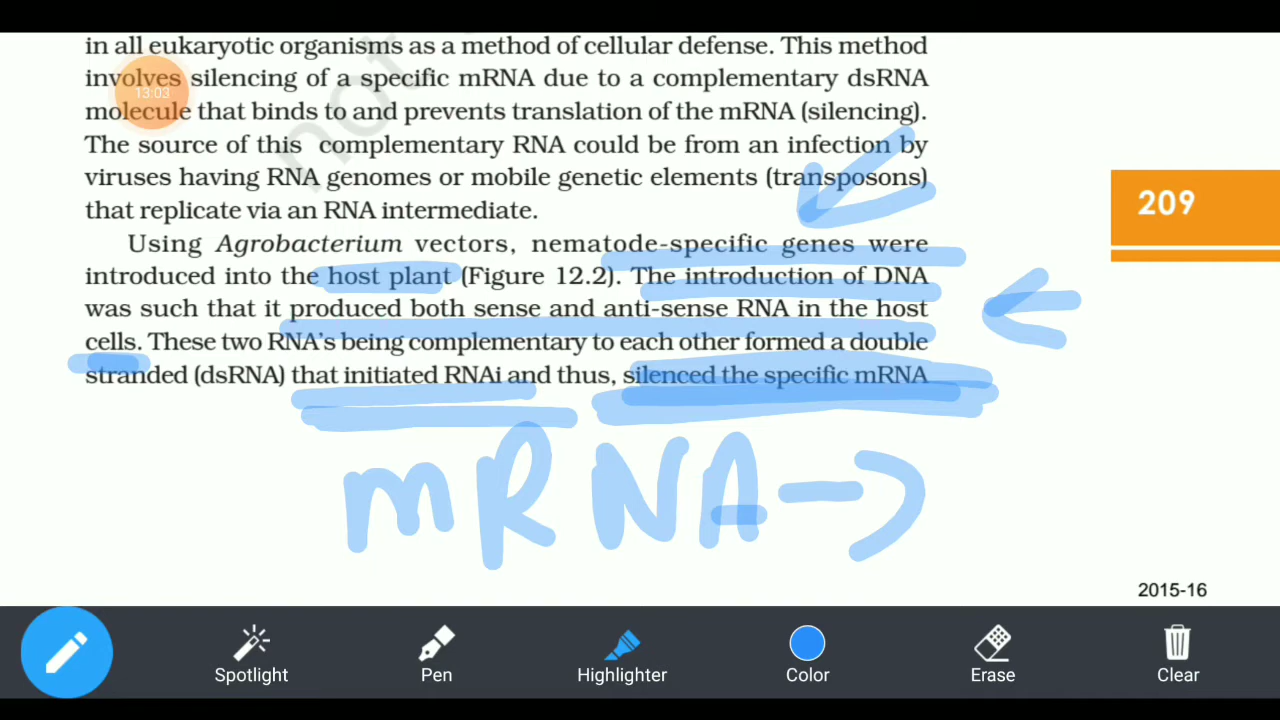 in all eukaryotic organisms as a method of cellular defense. This method
involves silencing of a specific mRNA due to a complementary dsRNA
13:03
molecule that binds to and prevents translation of the mRNA (silencing).
The source of this complementary RNA could be from an infection by
viruses having RNA genomes or mobile genetic elements (transposons)
that replicate via an RNA intermediate.
209
Using Agrobacterium vectors, nematode-specific genes were
introduced into the host plant (Figure 12.2). The introduction of DNA
was such that it produced both sense and anti-sense RNA in the host
cells. These two RNA's being complementary to each other formed a double
stranded (dsRNA) that initiated RNAi and thus, silenced the specific mRNA
mRNA
2015-16
Spotlight Pen Highlighter Color Erase Clear